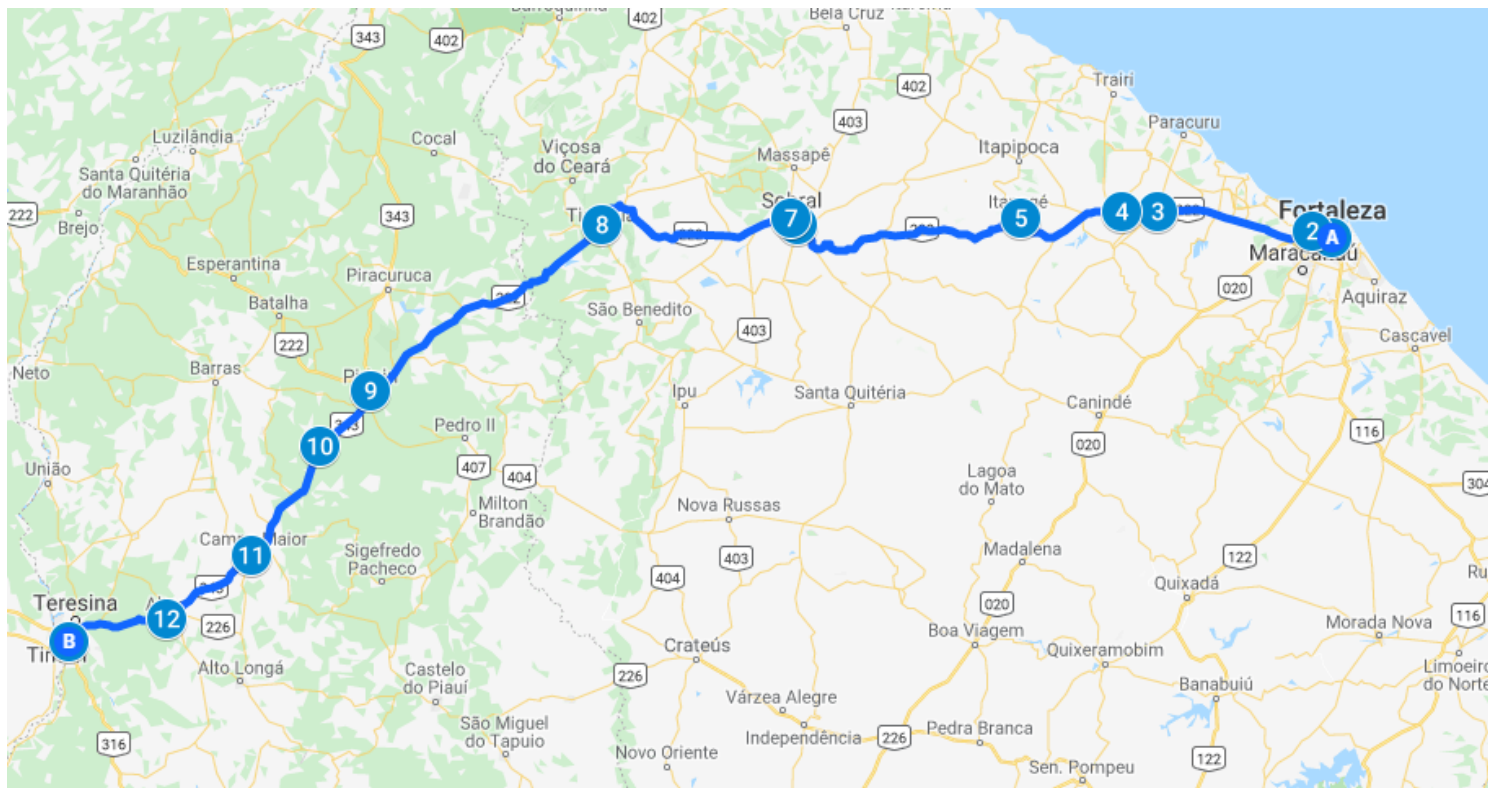 402
Bela Cruz
343
402
402
Trairi
403
Paracuru
Luzilândia
Cocal
Viçosa
do Ceará
Massapê
Itapipoca
Santa Quitéria
do Maranhão
222
Brejo
343
8
7
5
4
3
Fortaleza
2
A
Maracanaú
Esperantina
Piracuruca
020
Aquiraz
Batalha
São Benedito
403
Cascavel
222
Neto
Barras
9
Ipu
Santa Quitéria
Canindé
116
10
Pedro II
020
União
407
404
Lagoa
do Mato
304
Milton
Brandão
Nova Russas
11
Sigefredo
Pacheco
403
Madalena
122
404
Quixadá
Ru
Teresina
12
226
020
116
B
Boa Viagem
Morada Nova
Alto Longá
Castelo
do Piauí
226
Crateús
Quixeramobim
Limoeiro
do Norte
Várzea Alegre
Banabuiú
316
São Miguel
do Tapuio
Independência
226
Pedra Branca
Novo Oriente
122
Sen. Pompeu